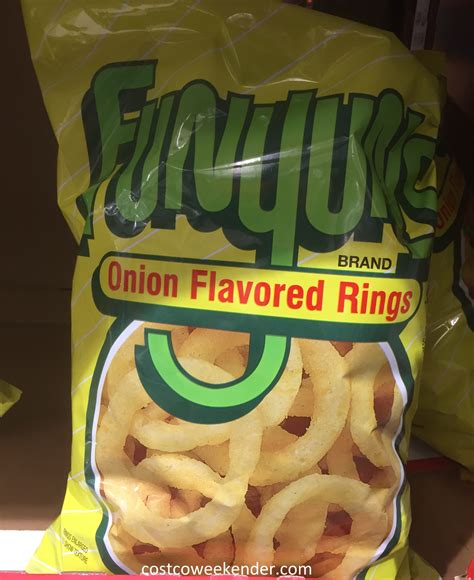 FUNYUNS
BRAND
Onion Flavored Rings
costcoweekender.com